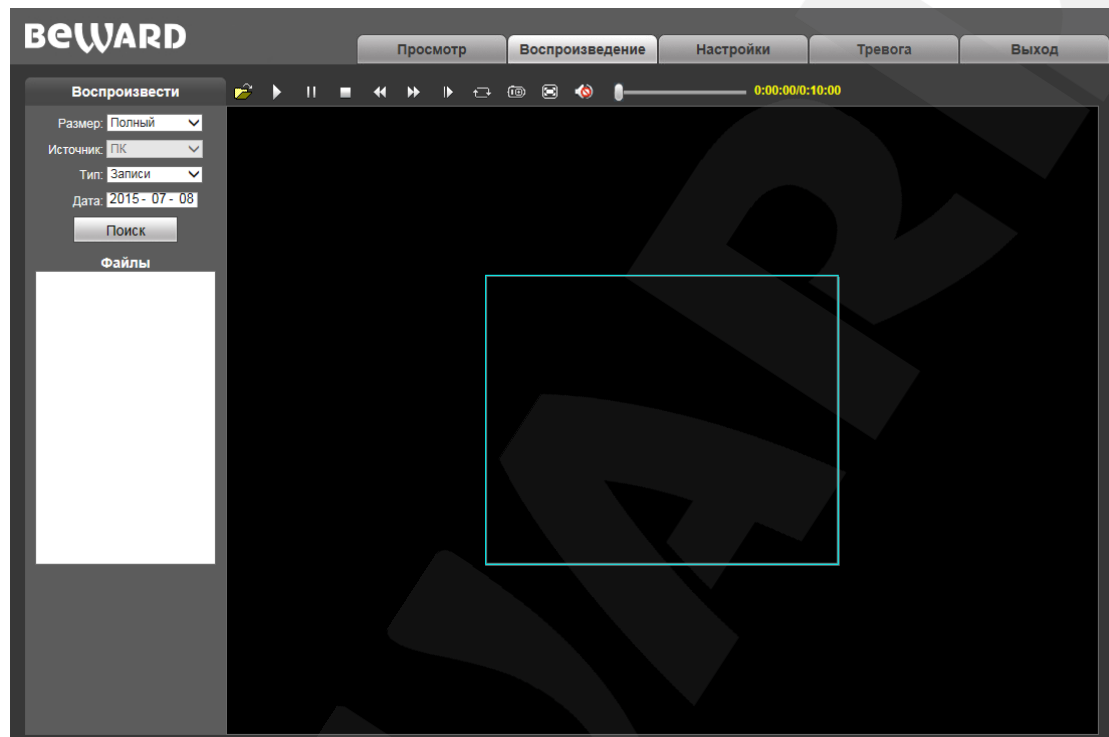 BEWARD
Просмотр Воспроизведение Настройки Тревога Выход
Воспроизвести 0:00:00/0:10:00
Размер: Полный
Источник: ПК
Тип: Записи
Дата: 2015- 07 - 08
Поиск
Файлы